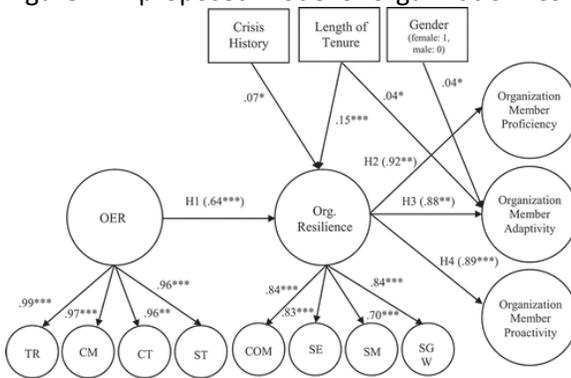 Crisis
History
Length of
Tenure
Gender
(female: 1,
male: 0)
.07*
.15***
.04*
.04*
Organization
Member
Proficiency
H2 (.92**)
OER
H1 (.64***)
Org.
Resilience
H3 (.88**)
Organization
Member
Adaptivity
H4 (.89***)
Organization
Member
Proactivity
.99***
.97***
.96**
.96***
.84***
.83***
.70***
.84***
TR
CM
CT
ST
COM
SE
SM
SG
W